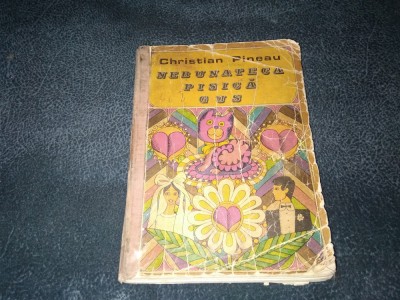 Christian Pineau
NEBUNATECA
PISICĂ
GUS